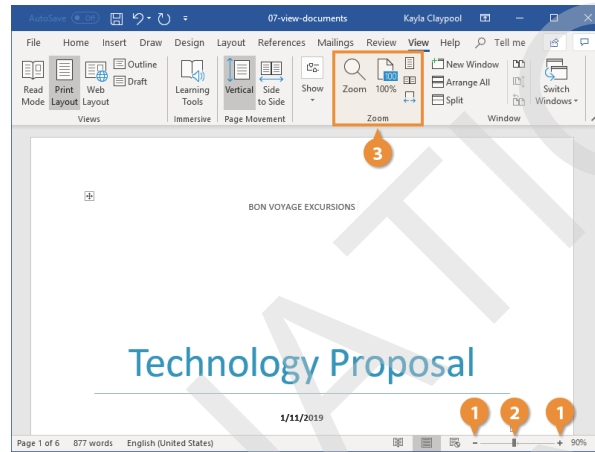 AutoSave Off 07-view-documents Kayla Claypool
File Home Insert Draw Design Layout References Mailings Review View Help Tell me
Read Mode
Print Layout
Web Layout
Outline
Draft
Views
Learning Tools
Immersive
Vertical
Side to Side
Page Movement
Show
Zoom
100
100%
Zoom
New Window
Arrange All
Split
Switch Windows
Window
3
BON VOYAGE EXCURSIONS
Technology Proposal
1/11/2019
1 2 1
Page 1 of 6 877 words English (United States) - + 90%